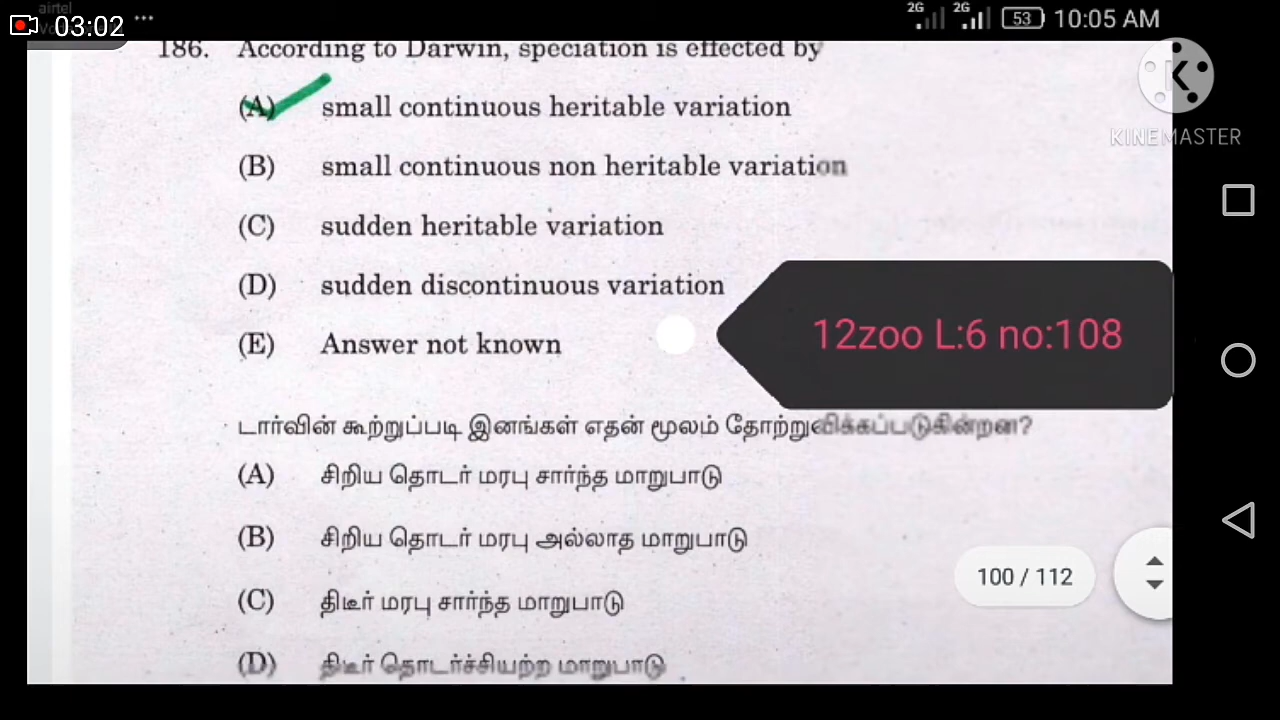 airtel
03:02
2G 2G 53 10:05 AM
186. According to Darwin, speciation is effected by
(A) small continuous heritable variation
K
KINEMASTER
(B) small continuous non heritable variation
(C) sudden heritable variation
(D) sudden discontinuous variation
(E) Answer not known
12zoo L:6 no:108
டார்வின் கூற்றுப்படி இனங்கள் எதன் மூலம் தோற்றுவிக்கப்படுகின்றன?
(A) சிறிய தொடர் மரபு சார்ந்த மாறுபாடு
(B) சிறிய தொடர் மரபு அல்லாத மாறுபாடு
(C) திடீர் மரபு சார்ந்த மாறுபாடு
(D) திடீர் தொடர்ச்சியற்ற மாறுபாடு
100 / 112